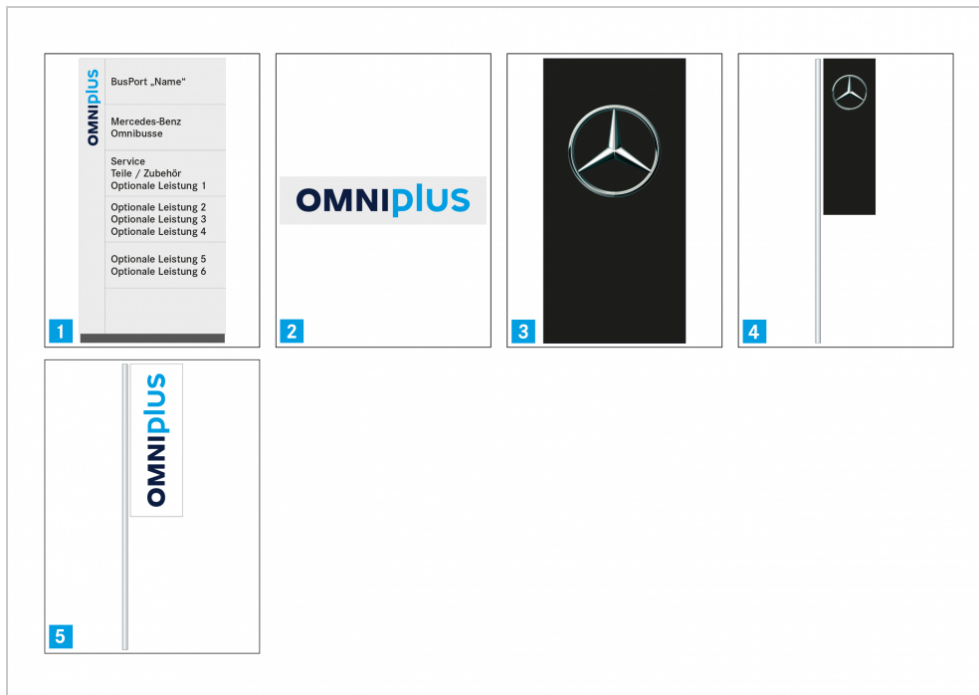 OMNIplus
BusPort „Name“
Mercedes-Benz
Omnibusse
Service
Teile / Zubehör
Optionale Leistung 1
Optionale Leistung 2
Optionale Leistung 3
Optionale Leistung 4
Optionale Leistung 5
Optionale Leistung 6
1
OMNIplus
2
3
4
OMNIplus
5